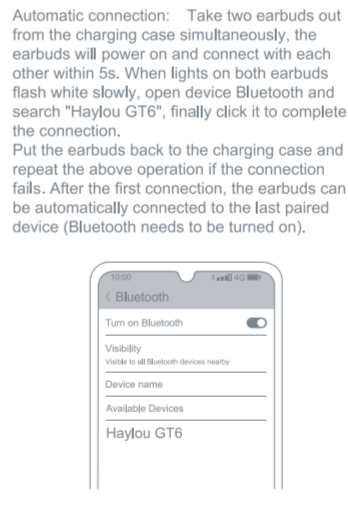 Automatic connection: Take two earbuds out
from the charging case simultaneously, the
earbuds will power on and connect with each
other within 5s. When lights on both earbuds
flash white slowly, open device Bluetooth and
search "Haylou GT6", finally click it to complete
the connection.
Put the earbuds back to the charging case and
repeat the above operation if the connection
fails. After the first connection, the earbuds can
be automatically connected to the last paired
device (Bluetooth needs to be turned on).
10:00 4G
Bluetooth
Turn on Bluetooth
Visibility
Visible to all Bluetooth devices nearby
Device name
Available Devices
Haylou GT6